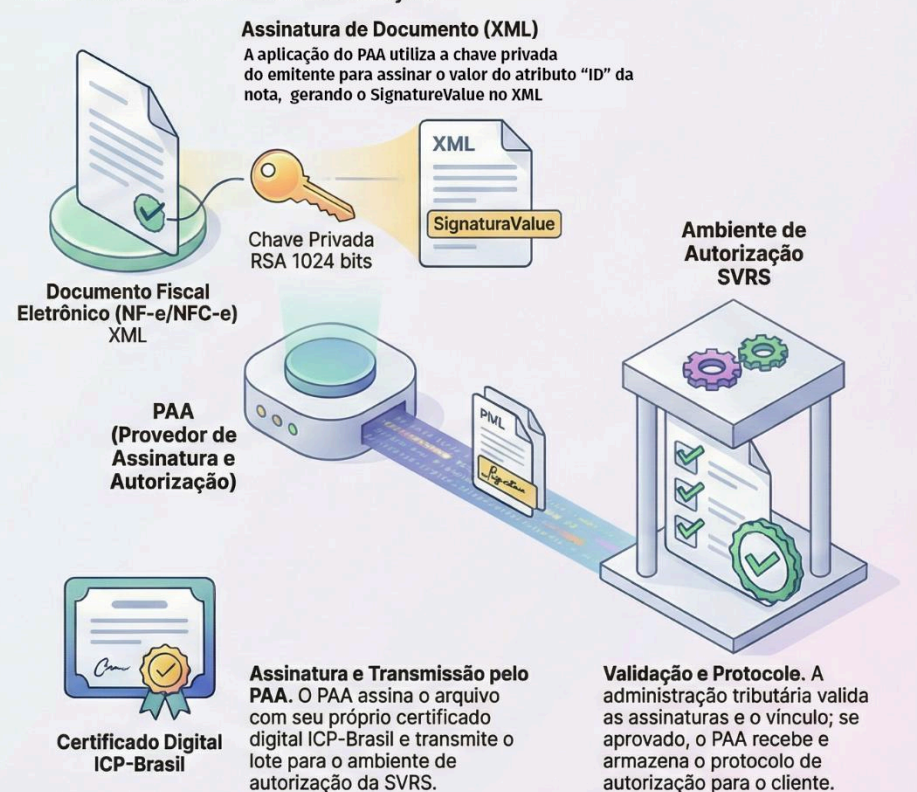 Assinatura de Documento (XML)
A aplicação do PAA utiliza a chave privada
do emitente para assinar o valor do atributo “ID” da
nota, gerando o SignatureValue no XML
XML
SignaturaValue
Chave Privada
RSA 1024 bits
Documento Fiscal
Eletrônico (NF-e/NFC-e)
XML
Ambiente de
Autorização
SVRS
PAA
(Provedor de
Assinatura e
Autorização)
PML
Certificado Digital
ICP-Brasil
Assinatura e Transmissão pelo
PAA. O PAA assina o arquivo
com seu próprio certificado
digital ICP-Brasil e transmite o
lote para o ambiente de
autorização da SVRS.
Validação e Protocole. A
administração tributária valida
as assinaturas e o vínculo; se
aprovado, o PAA recebe e
armazena o protocolo de
autorização para o cliente.